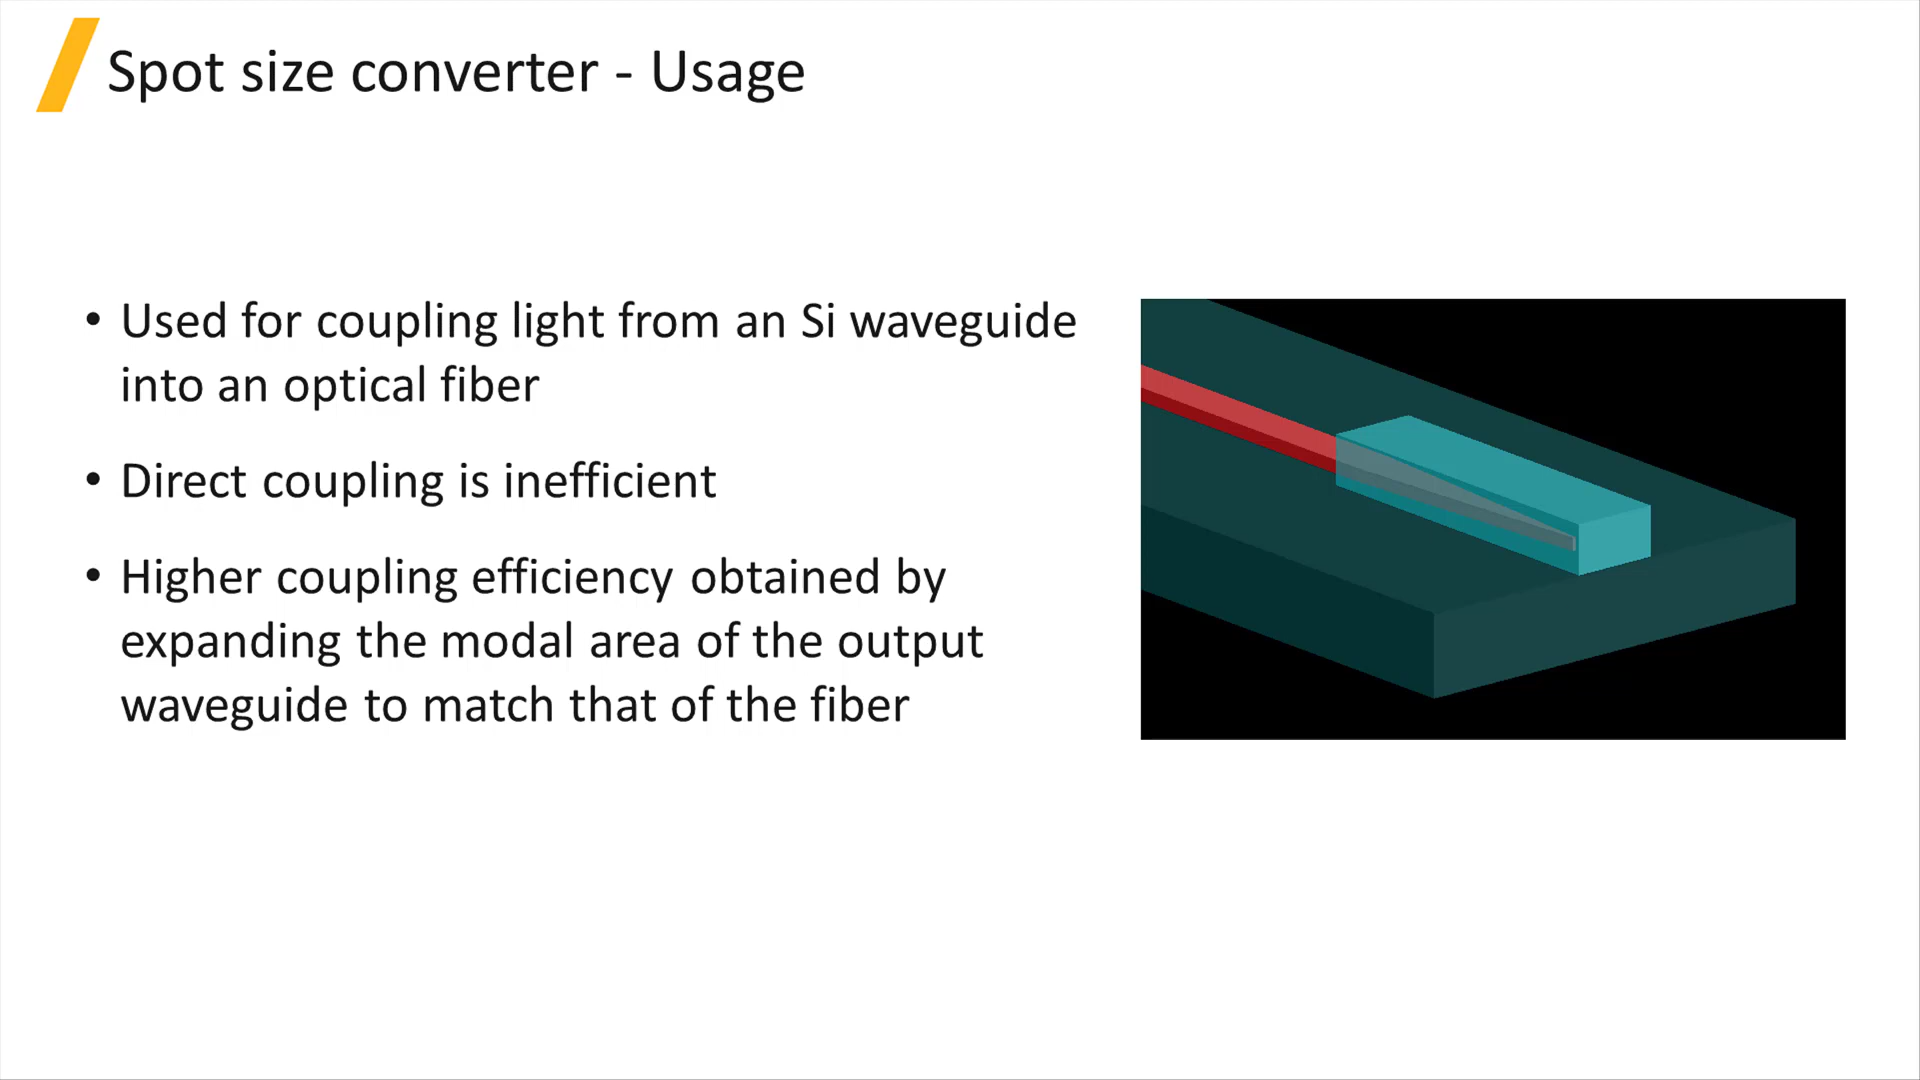 Spot size converter - Usage
• Used for coupling light from an Si waveguide
into an optical fiber
• Direct coupling is inefficient
• Higher coupling efficiency obtained by
expanding the modal area of the output
waveguide to match that of the fiber